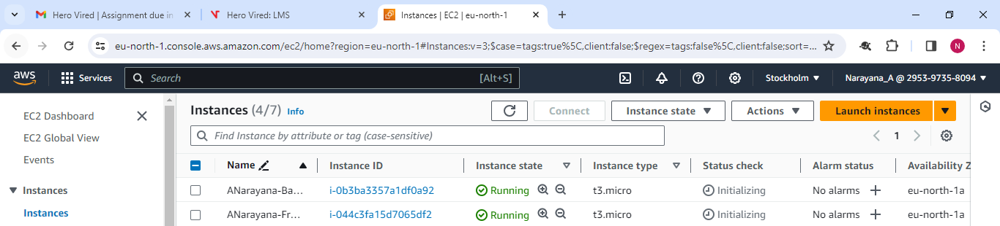 Hero Vired | Assignment due in
Hero Vired: LMS
Instances | EC2 | eu-north-1
eu-north-1.console.aws.amazon.com/ec2/home?region=eu-north-1#Instances:v=3;$case=tags:true%5C,client:false;$regex=tags:false%5C,client:false;sort=...
N
aws
Services
Search
[Alt+S]
Stockholm
Narayana_A @ 2953-9735-8094
EC2 Dashboard
EC2 Global View
Events
Instances
Instances
Instances (4/7) Info
Connect
Instance state
Actions
Launch instances
Find Instance by attribute or tag (case-sensitive)
1
Name Instance ID Instance state Instance type Status check Alarm status Availability Z
ANarayana-Ba... i-0b3ba3357a1df0a92 Running t3.micro Initializing No alarms eu-north-1a
ANarayana-Fr... i-044c3fa15d7065df2 Running t3.micro Initializing No alarms eu-north-1a